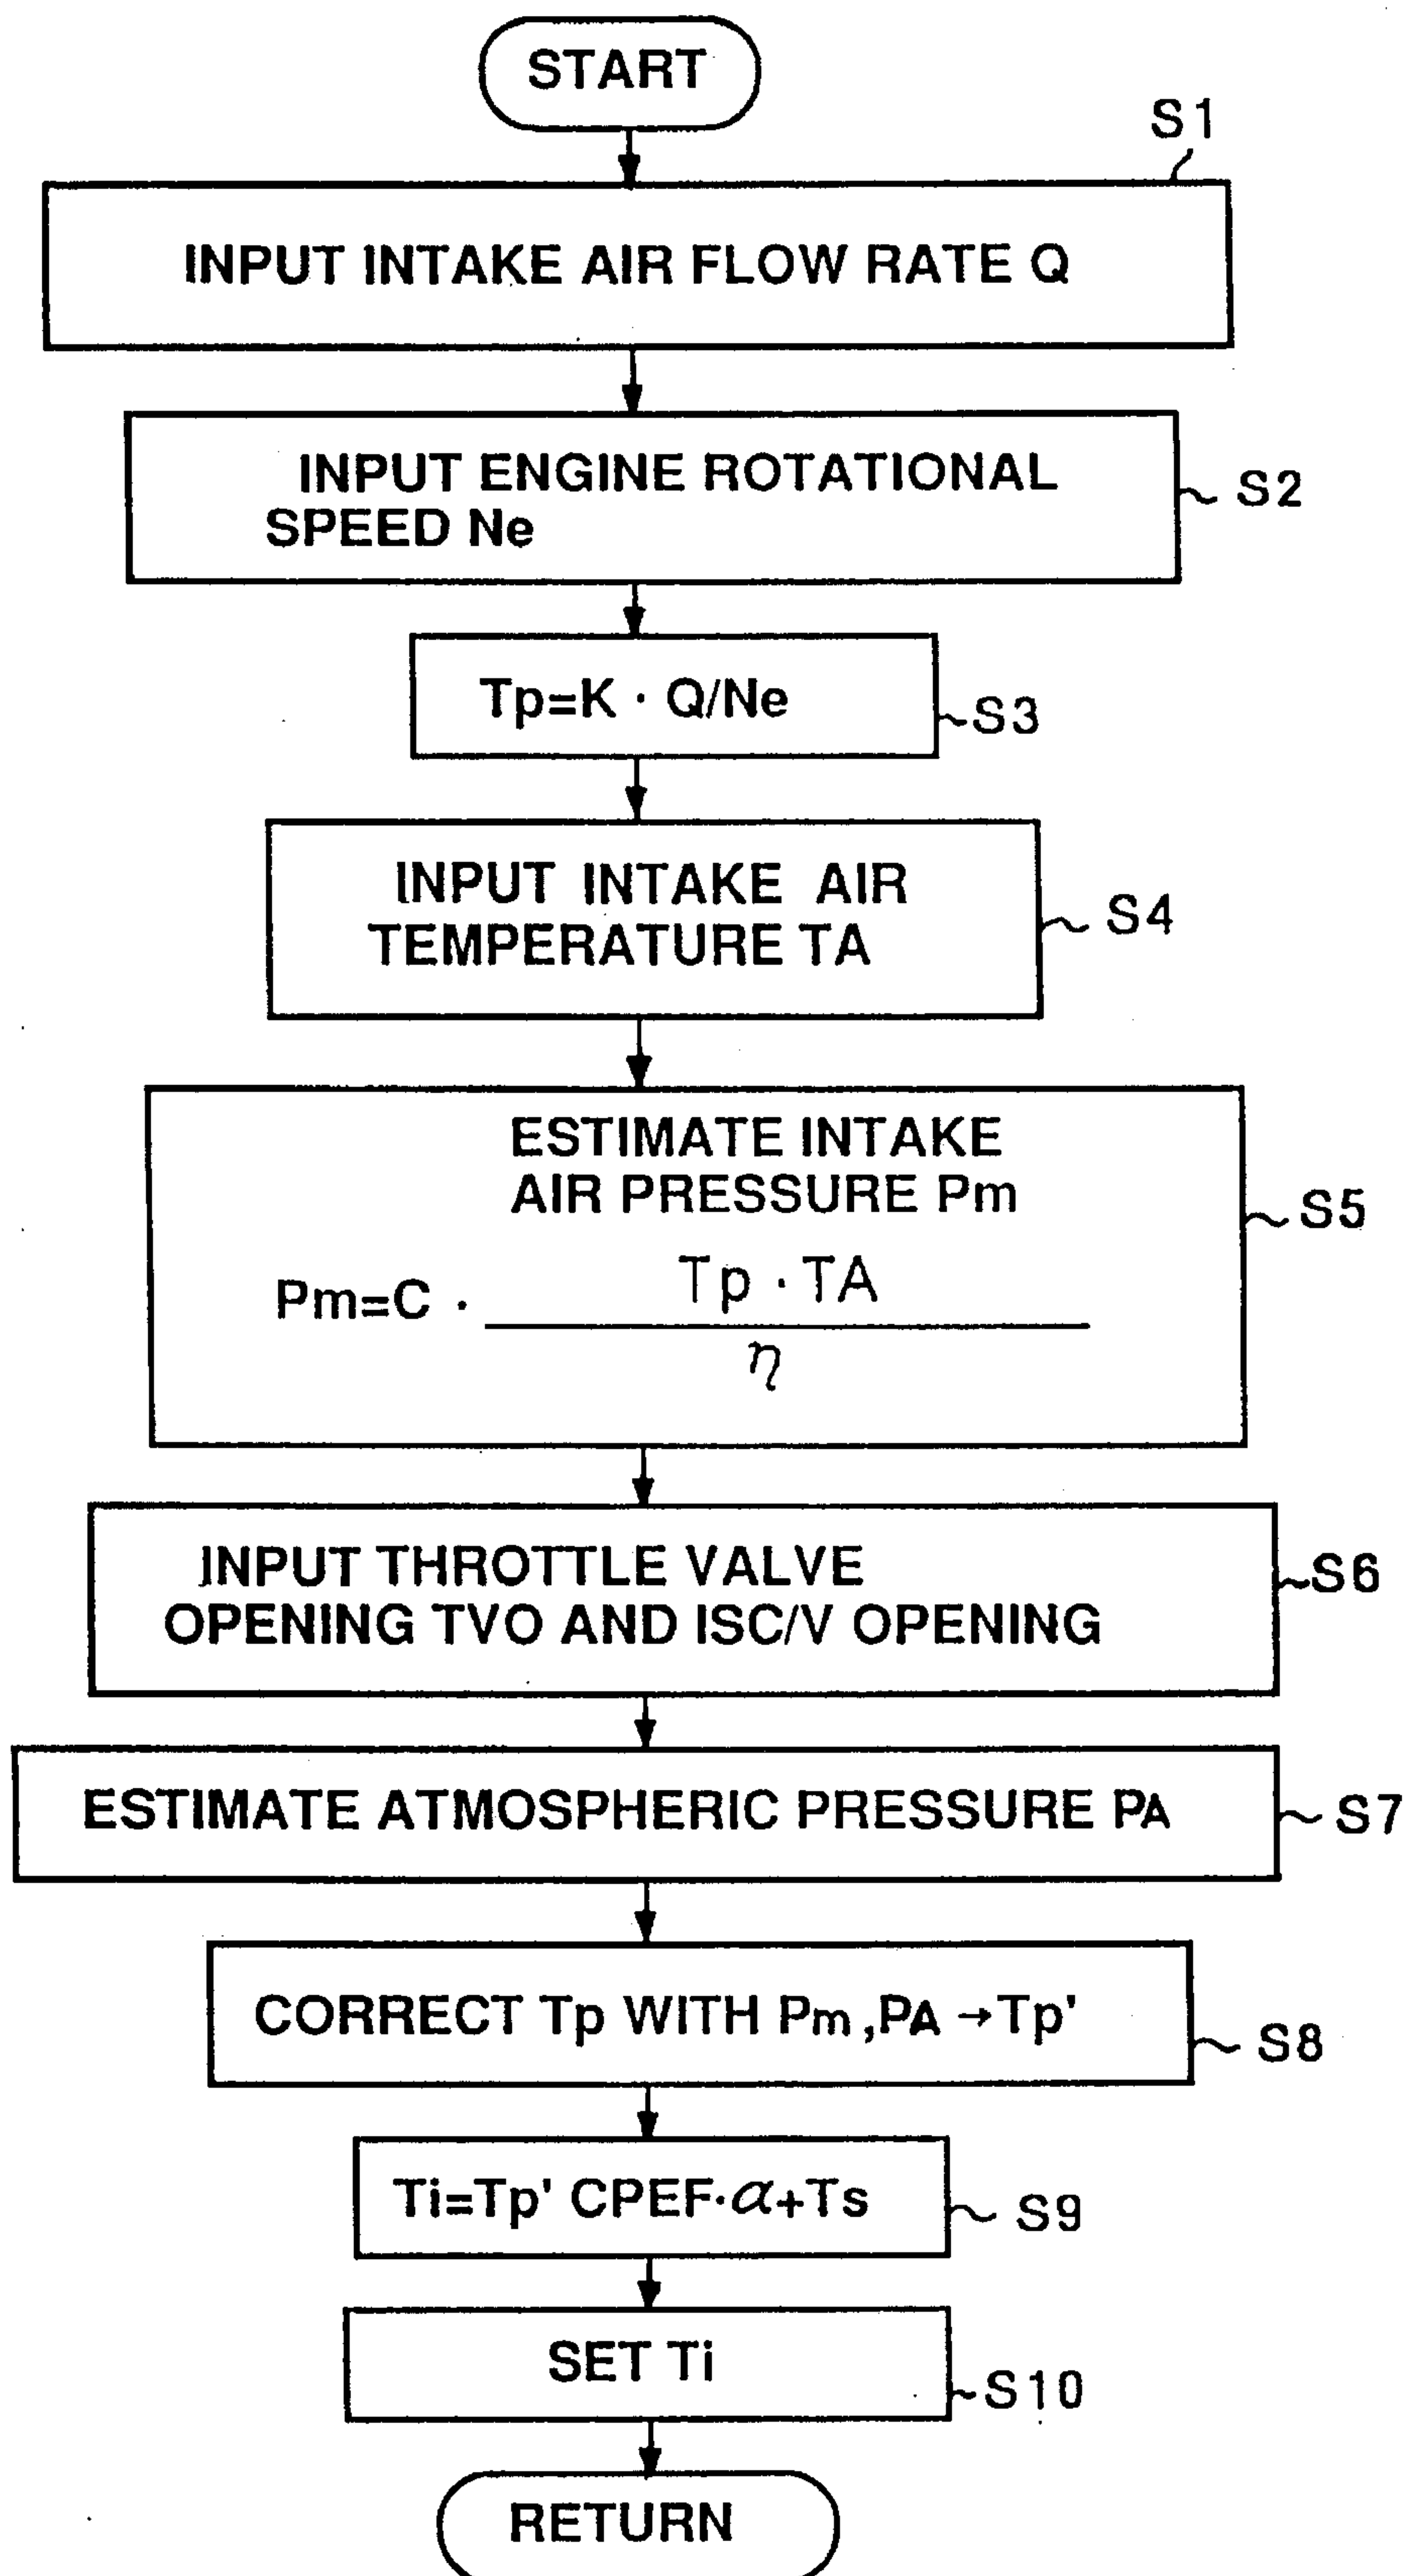 START
S1
INPUT INTAKE AIR FLOW RATE Q
INPUT ENGINE ROTATIONAL
SPEED Ne
S2
Tp=K · Q/Ne
S3
INPUT INTAKE AIR
TEMPERATURE TA
S4
ESTIMATE INTAKE
AIR PRESSURE Pm
S5
Tp · TA
Pm=C ·
η
INPUT THROTTLE VALVE
OPENING TVO AND ISC/V OPENING
S6
ESTIMATE ATMOSPHERIC PRESSURE PA
S7
CORRECT Tp WITH Pm ,PA →Tp'
S8
Ti=Tp' CPEF·α+Ts
S9
SET Ti
S10
RETURN